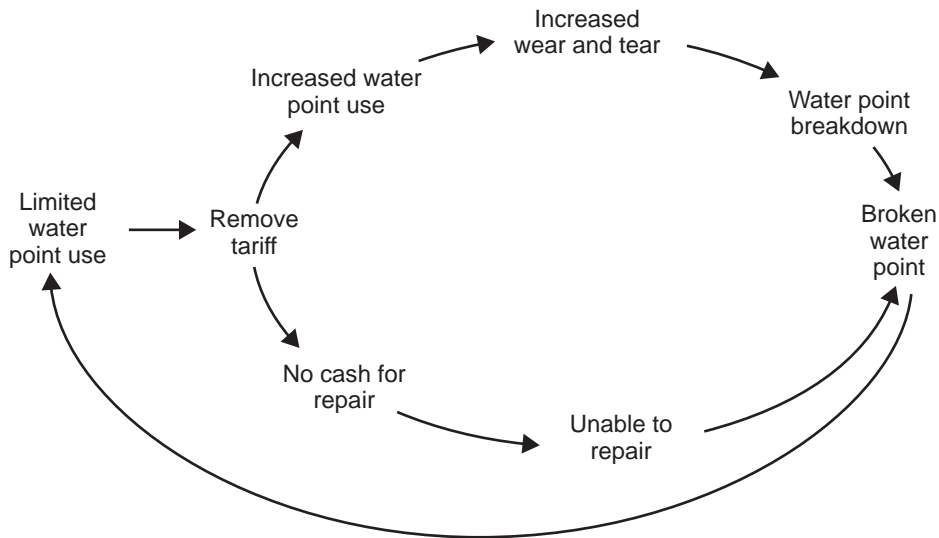 Increased
wear and tear
Increased water
point use
Water point
breakdown
Limited
water
point use
Remove
tariff
Broken
water
point
No cash for
repair
Unable to
repair